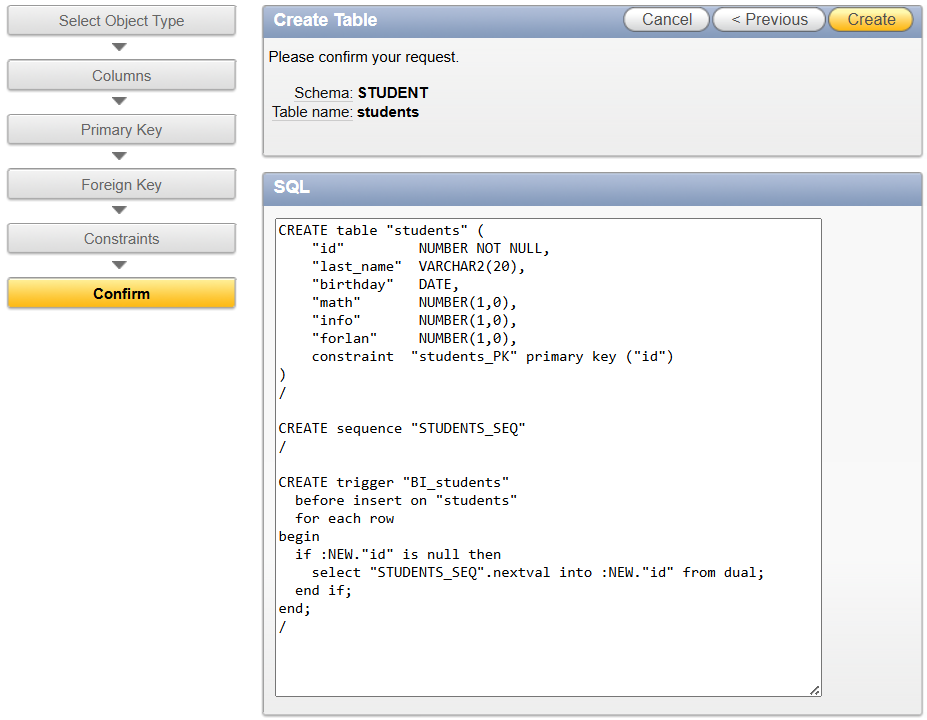 Select Object Type
Columns
Primary Key
Foreign Key
Constraints
Confirm
Create Table
Cancel
< Previous
Create
Please confirm your request.
Schema: STUDENT
Table name: students
SQL
CREATE table "students" (
    "id"         NUMBER NOT NULL,
    "last_name"  VARCHAR2(20),
    "birthday"   DATE,
    "math"       NUMBER(1,0),
    "info"       NUMBER(1,0),
    "forlan"     NUMBER(1,0),
    constraint  "students_PK" primary key ("id")
)
/
CREATE sequence "STUDENTS_SEQ"
/
CREATE trigger "BI_students"
  before insert on "students"
  for each row
begin
  if :NEW."id" is null then
    select "STUDENTS_SEQ".nextval into :NEW."id" from dual;
  end if;
end;
/